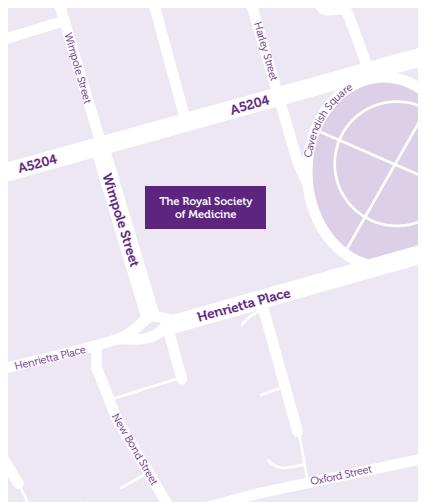 Wimpole Street
Harley Street
A5204
Cavendish Square
A5204
Wimpole Street
The Royal Society
of Medicine
Henrietta Place
Henrietta Place
New Bond Street
Oxford Street